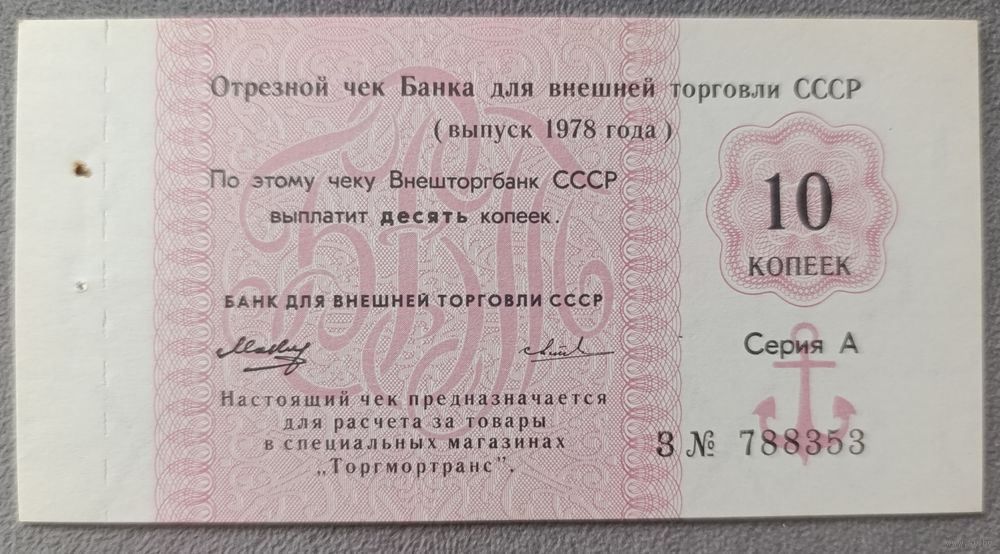 Отрезной чек Банка для внешней торговли СССР
(выпуск 1978 года)
По этому чеку Внешторгбанк СССР
выплатит десять копеек.
10
КОПЕЕК
БАНК ДЛЯ ВНЕШНЕЙ ТОРГОВЛИ СССР
Серия А
Настоящий чек предназначается
для расчета за товары
в специальных магазинах
„Торгмортранс".
З № 788353